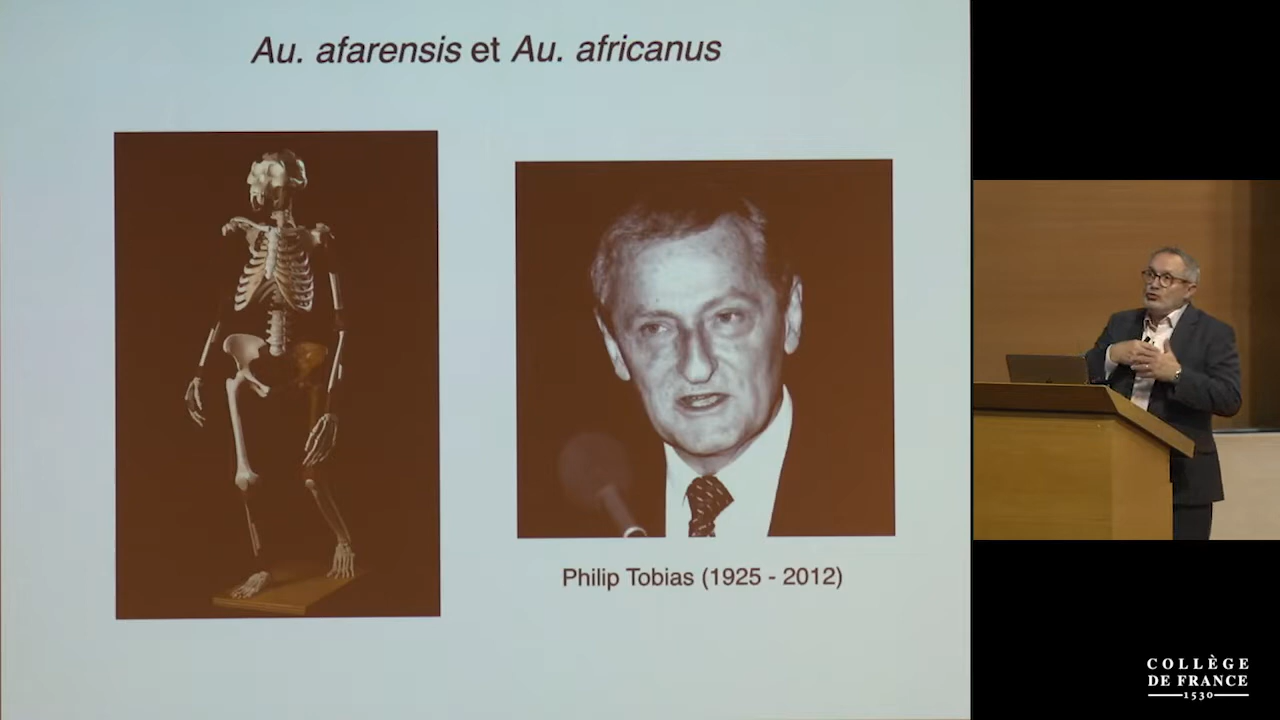 Au. afarensis et Au. africanus
Philip Tobias (1925 - 2012)
COLLÈGE
DE FRANCE
1530